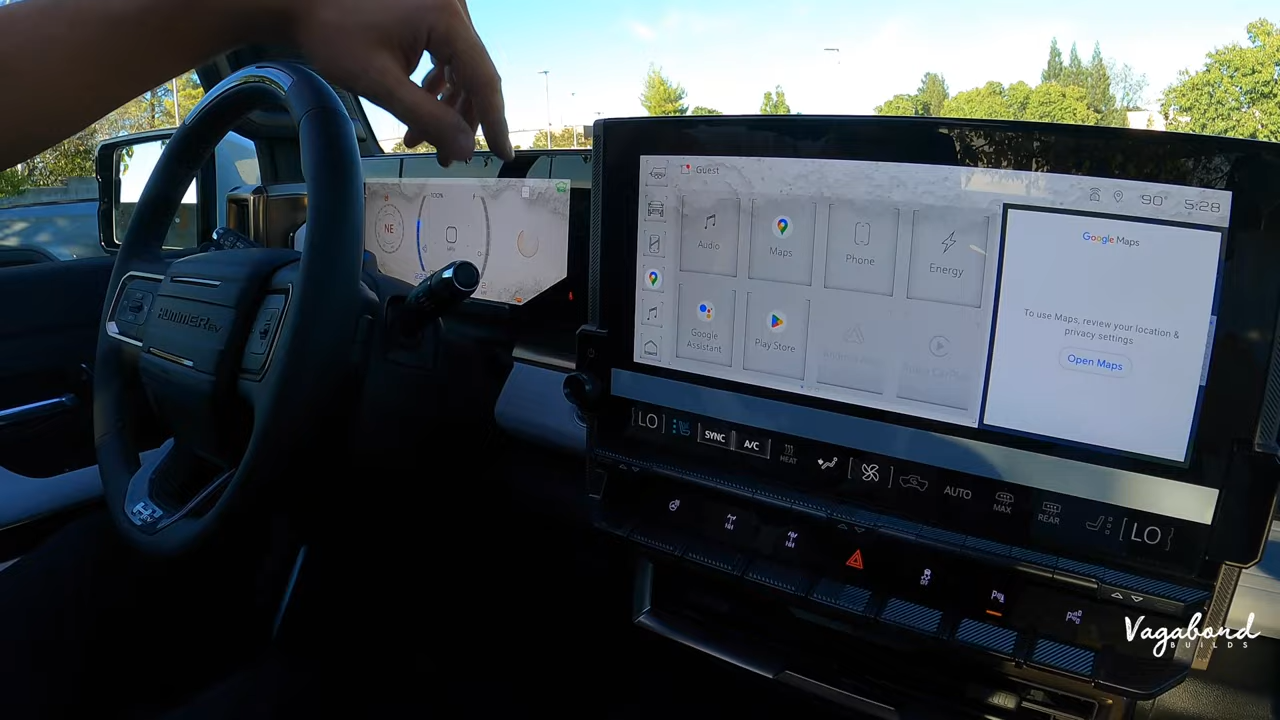 Guest
90° 5:28
Audio
Maps
Phone
Energy
Google
Assistant
Play Store
Google Maps
To use Maps, review your location &
privacy settings
Open Maps
100%
NE
HUMMER EV
LO
SYNC
A/C
HEAT
AUTO
MAX
REAR
LO
Vagabond
BUILDS